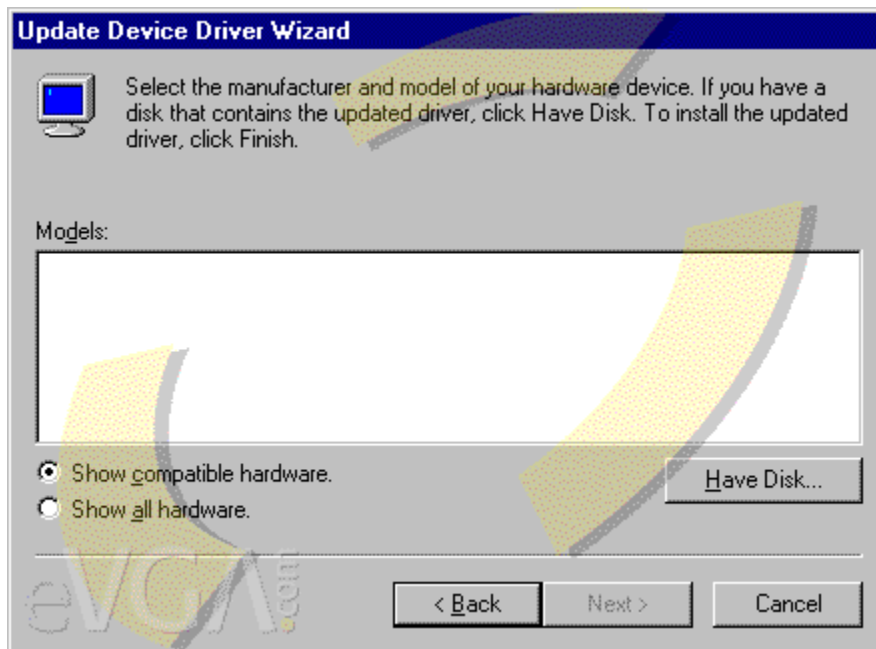 Update Device Driver Wizard
Select the manufacturer and model of your hardware device. If you have a
disk that contains the updated driver, click Have Disk. To install the updated
driver, click Finish.
Models:
Show compatible hardware.
Have Disk...
Show all hardware.
eVGA.com
< Back
Next >
Cancel